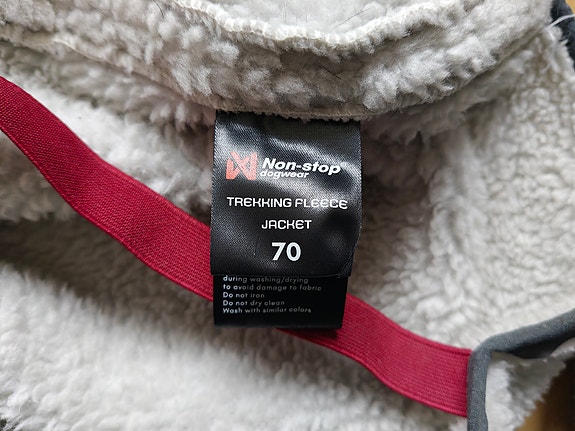 Non-stop®
dogwear
TREKKING FLEECE
JACKET
70
during washing/drying
to avoid damage to fabric
Do not iron
Do not dry clean
Wash with similar colors